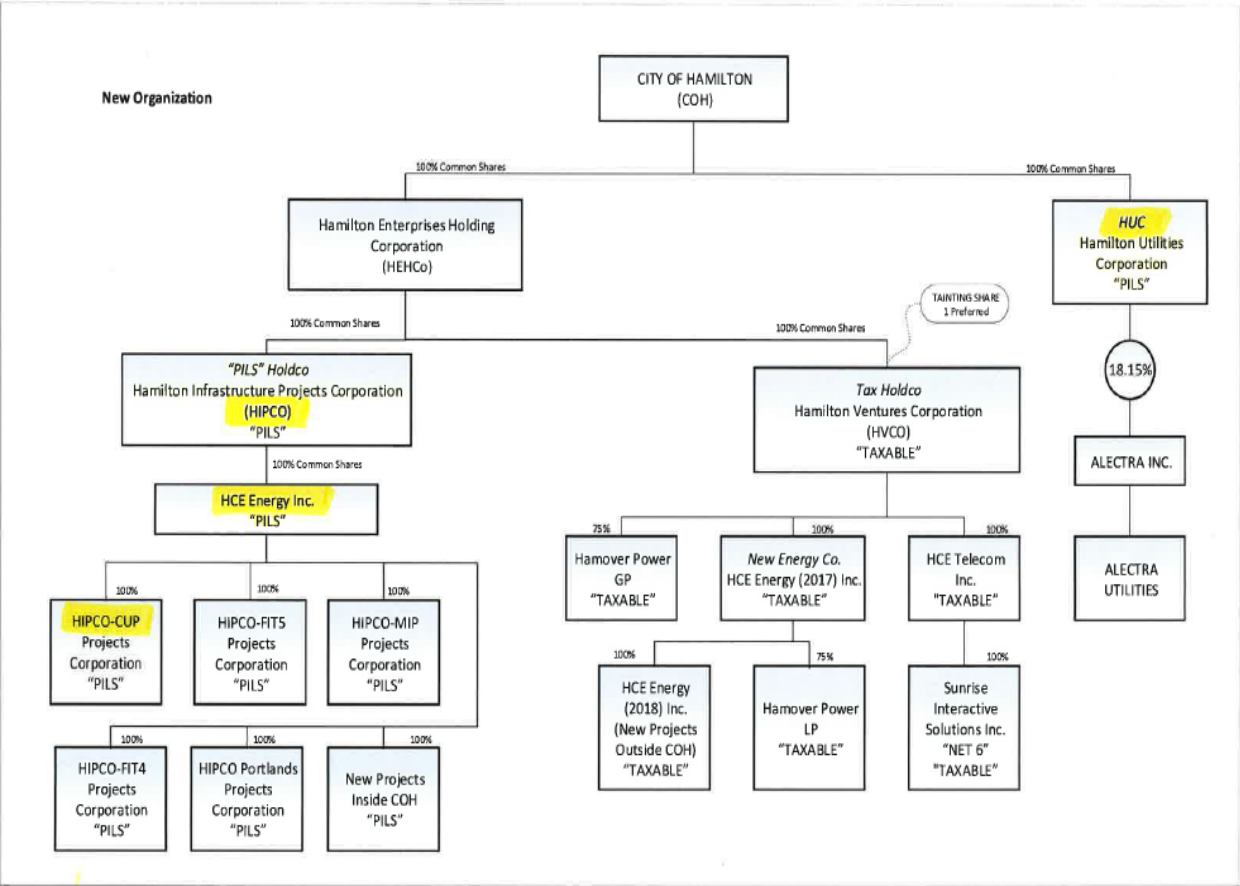 New Organization
CITY OF HAMILTON
(COH)
100% Common Shares
100% Common Shares
Hamilton Enterprises Holding
Corporation
(HEHCo)
HUC
Hamilton Utilities
Corporation
"PILS"
TAINTING SHARE
1 Preferred
100% Common Shares
100% Common Shares
"PILS" Holdco
Hamilton Infrastructure Projects Corporation
(HIPCO)
"PILS"
Tax Holdco
Hamilton Ventures Corporation
(HVCO)
"TAXABLE"
18.15%
ALECTRA INC.
ALECTRA
UTILITIES
100% Common Shares
HCE Energy Inc.
"PILS"
75%
Hamover Power
GP
"TAXABLE"
100%
New Energy Co.
HCE Energy (2017) Inc.
"TAXABLE"
100%
HCE Telecom
Inc.
"TAXABLE"
100%
HIPCO-CUP
Projects
Corporation
"PILS"
100%
HIPCO-FIT5
Projects
Corporation
"PILS"
100%
HIPCO-MIP
Projects
Corporation
"PILS"
100%
HCE Energy
(2018) Inc.
(New Projects
Outside COH)
"TAXABLE"
75%
Hamover Power
LP
"TAXABLE"
100%
Sunrise
Interactive
Solutions Inc.
"NET 6"
"TAXABLE"
100%
HIPCO-FIT4
Projects
Corporation
"PILS"
100%
HIPCO Portlands
Projects
Corporation
"PILS"
100%
New Projects
Inside COH
"PILS"